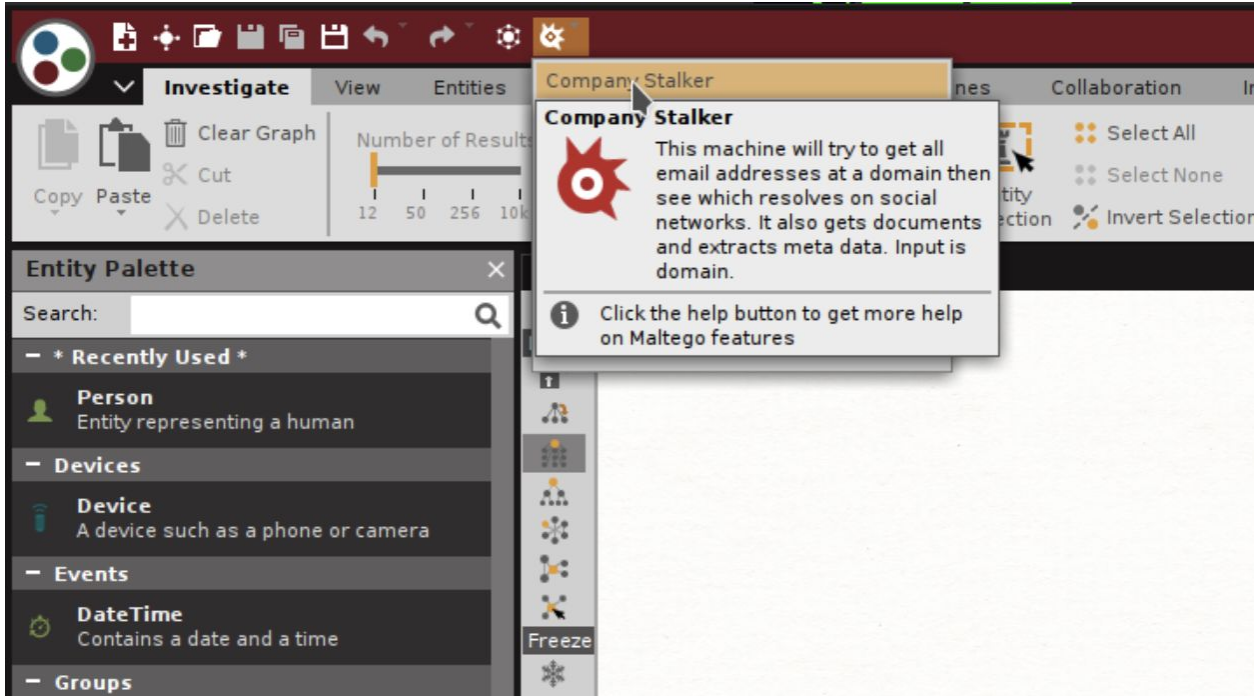 Company Stalker
Investigate
View
Entities
Collaboration
Clear Graph
Cut
Delete
Copy
Paste
Number of Results
12
50
256
10k
Company Stalker
This machine will try to get all
email addresses at a domain then
see which resolves on social
networks. It also gets documents
and extracts meta data. Input is
domain.
Click the help button to get more help
on Maltego features
Select All
Select None
Invert Selection
Entity Palette
Search:
* Recently Used *
Person
Entity representing a human
Devices
Device
A device such as a phone or camera
Events
DateTime
Contains a date and a time
Groups
Freeze